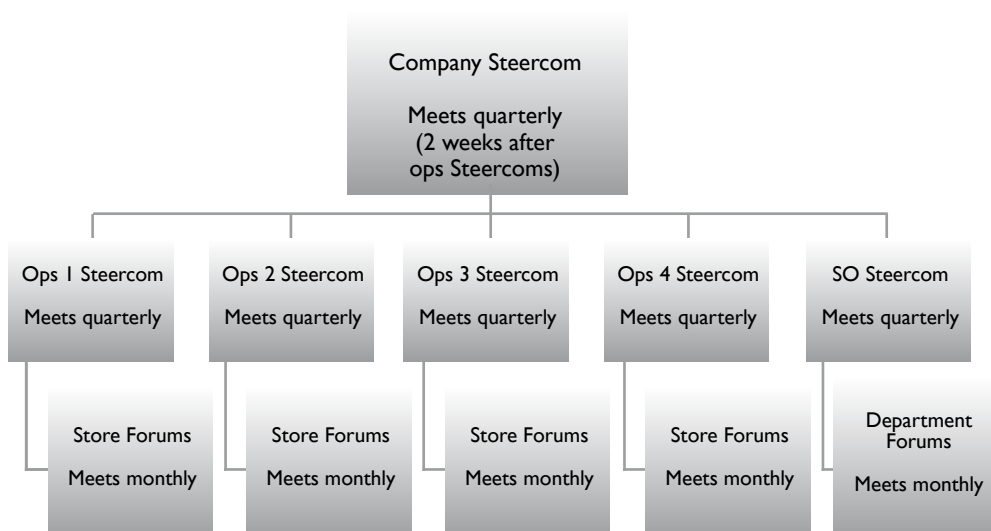 Company Steercom
Meets quarterly
(2 weeks after
ops Steercoms)
Ops 1 Steercom
Meets quarterly
Ops 2 Steercom
Meets quarterly
Ops 3 Steercom
Meets quarterly
Ops 4 Steercom
Meets quarterly
SO Steercom
Meets quarterly
Store Forums
Meets monthly
Store Forums
Meets monthly
Store Forums
Meets monthly
Store Forums
Meets monthly
Department
Forums
Meets monthly